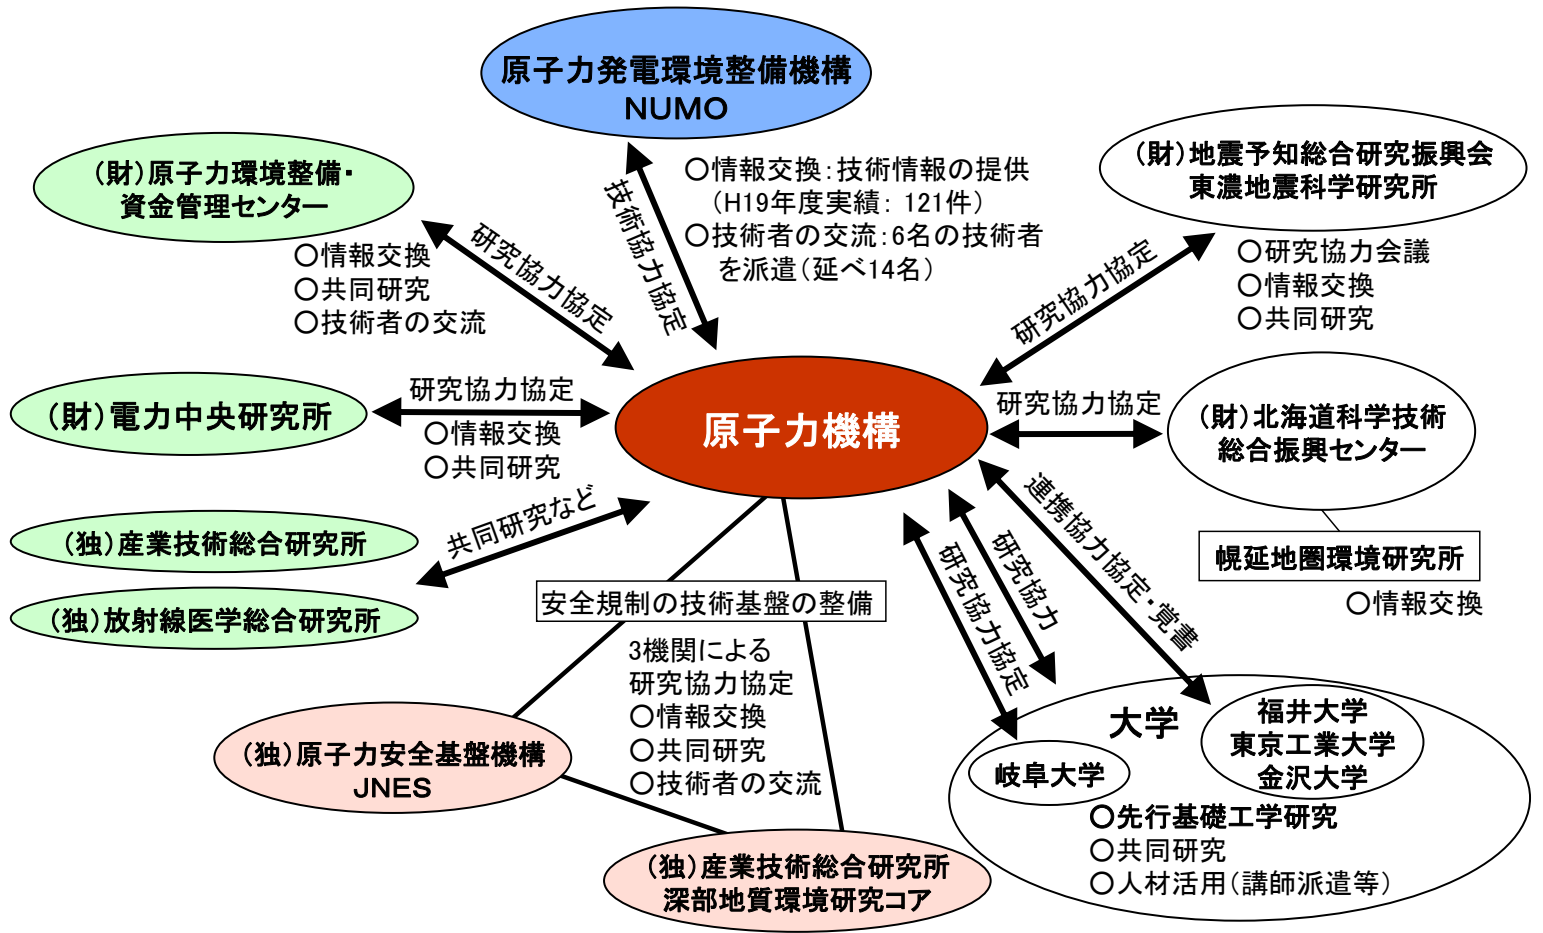 原子力発電環境整備機構
NUMO
（財）原子力環境整備・
資金管理センター
○情報交換
○共同研究
○技術者の交流
研究協力協定
技術協力協定
○情報交換：技術情報の提供
（H19年度実績： 121件）
○技術者の交流：6名の技術者
を派遣（延べ14名）
（財）地震予知総合研究振興会
東濃地震科学研究所
研究協力協定
○研究協力会議
○情報交換
○共同研究
（財）電力中央研究所
研究協力協定
○情報交換
○共同研究
原子力機構
研究協力協定
（財）北海道科学技術
総合振興センター
幌延地圏環境研究所
○情報交換
（独）産業技術総合研究所
（独）放射線医学総合研究所
共同研究など
安全規制の技術基盤の整備
3機関による
研究協力協定
○情報交換
○共同研究
○技術者の交流
（独）原子力安全基盤機構
JNES
（独）産業技術総合研究所
深部地質環境研究コア
研究協力協定
研究協力
連携協力協定・覚書
大学
岐阜大学
福井大学
東京工業大学
金沢大学
○先行基礎工学研究
○共同研究
○人材活用（講師派遣等）